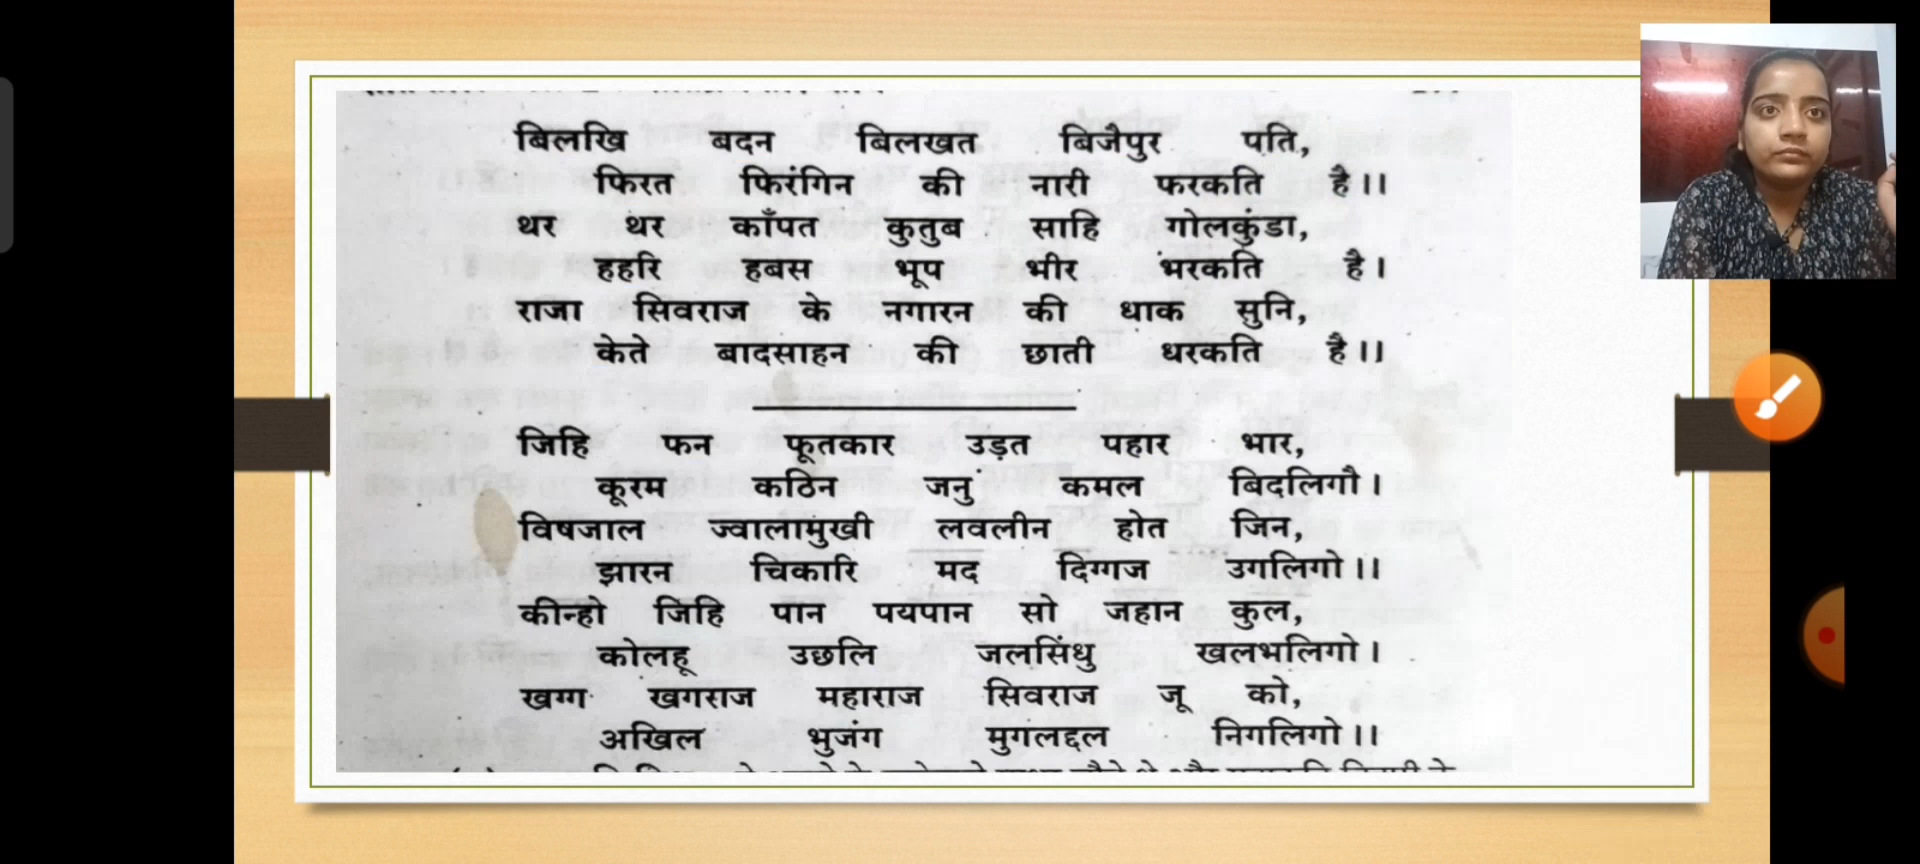 बिलखि बदन बिलखत बिजैपुर पति,
फिरत फिरंगिन की नारी फरकति है।।
थर थर काँपत कुतुब साहि गोलकुंडा,
हहरि हबस भूप भीर भरकति है।
राजा सिवराज के नगारन की धाक सुनि,
केते बादसाहन की छाती धरकति है।।
जिहि फन फूतकार उड़त पहार भार,
कूरम कठिन जनुं कमल बिदलिगौ।
विषजाल ज्वालामुखी लवलीन होत जिन,
झारन चिकारि मद दिग्गज उगलिगो।।
कीन्हो जिहि पान पयपान सो जहान कुल,
कोलहू उछलि जलसिंधु खलभलिगो।
खग्ग खगराज महाराज सिवराज जू को,
अखिल भुजंग मुगलद्दल निगलिगो।।